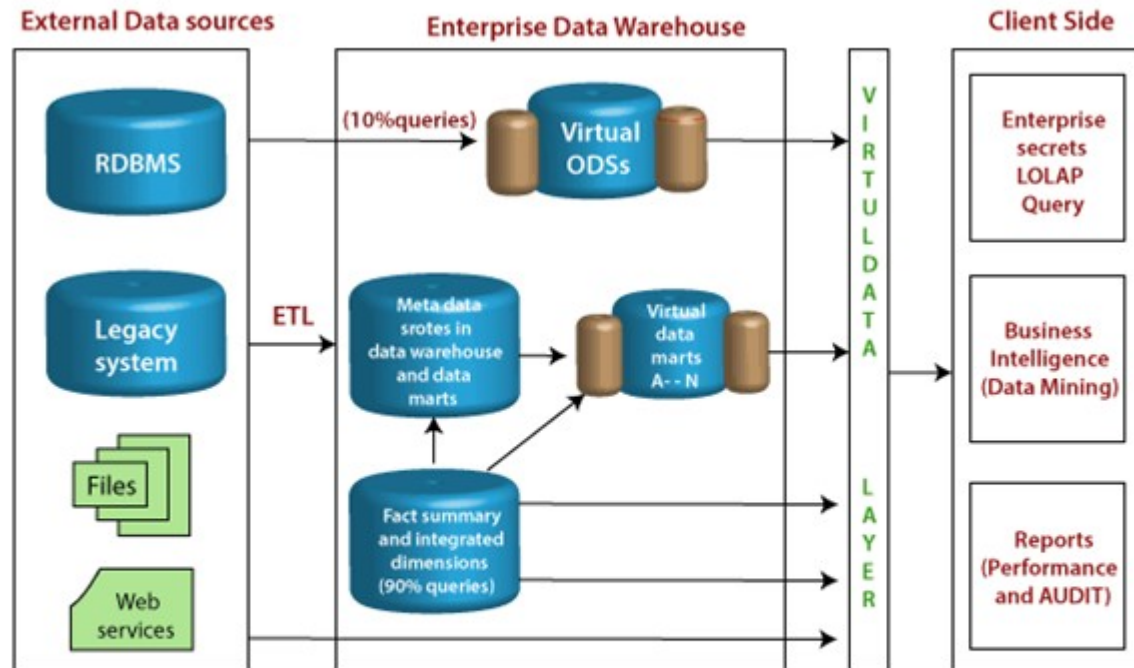 External Data sources
Enterprise Data Warehouse
Client Side
RDBMS
(10%queries)
Virtual
ODSs
Legacy
system
ETL
Meta data
srotes in
data warehouse
and data
marts
Virtual
data
marts
A- - N
Files
Fact summary
and integrated
dimensions
(90% queries)
Web
services
VIRTULDATA
LAYER
Enterprise
secrets
LOLAP
Query
Business
Intelligence
(Data Mining)
Reports
(Performance
and AUDIT)